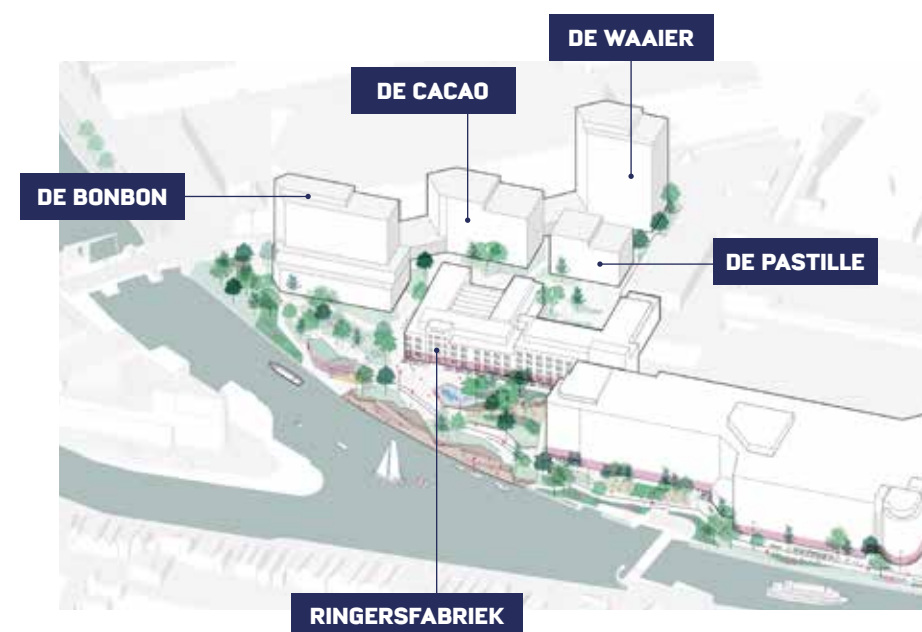 DE WAAIER
DE CACAO
DE BONBON
DE PASTILLE
RINGERSFABRIEK